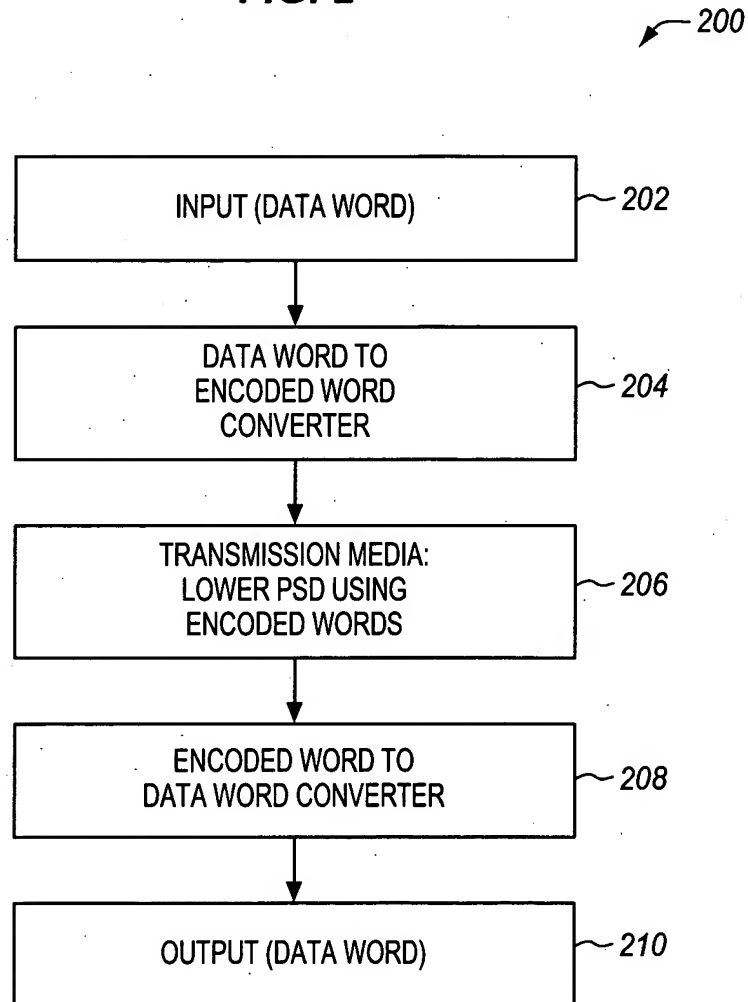 200
INPUT (DATA WORD)
202
DATA WORD TO
ENCODED WORD
CONVERTER
204
TRANSMISSION MEDIA:
LOWER PSD USING
ENCODED WORDS
206
ENCODED WORD TO
DATA WORD CONVERTER
208
OUTPUT (DATA WORD)
210